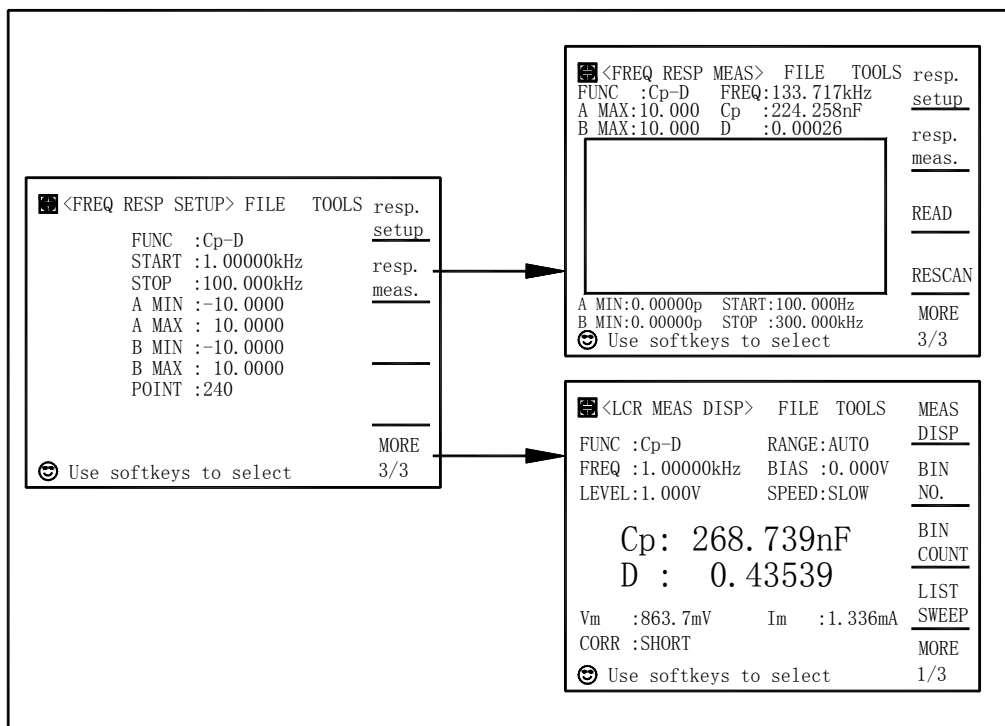 <FREQ RESP SETUP> FILE TOOLS
resp.
setup
resp.
meas.
MORE
3/3
FUNC :Cp-D
START :1.00000kHz
STOP :100.000kHz
A MIN :-10.0000
A MAX : 10.0000
B MIN :-10.0000
B MAX : 10.0000
POINT :240
Use softkeys to select
<FREQ RESP MEAS> FILE TOOLS
FUNC :Cp-D FREQ:133.717kHz
A MAX:10.000 Cp :224.258nF
B MAX:10.000 D :0.00026
A MIN:0.00000p START:100.000Hz
B MIN:0.00000p STOP :300.000kHz
Use softkeys to select
resp.
setup
resp.
meas.
READ
RESCAN
MORE
3/3
<LCR MEAS DISP> FILE TOOLS
FUNC :Cp-D RANGE:AUTO
FREQ :1.00000kHz BIAS :0.000V
LEVEL:1.000V SPEED:SLOW
Cp: 268.739nF
D : 0.43539
Vm :863.7mV Im :1.336mA
CORR :SHORT
Use softkeys to select
MEAS
DISP
BIN
NO.
BIN
COUNT
LIST
SWEEP
MORE
1/3